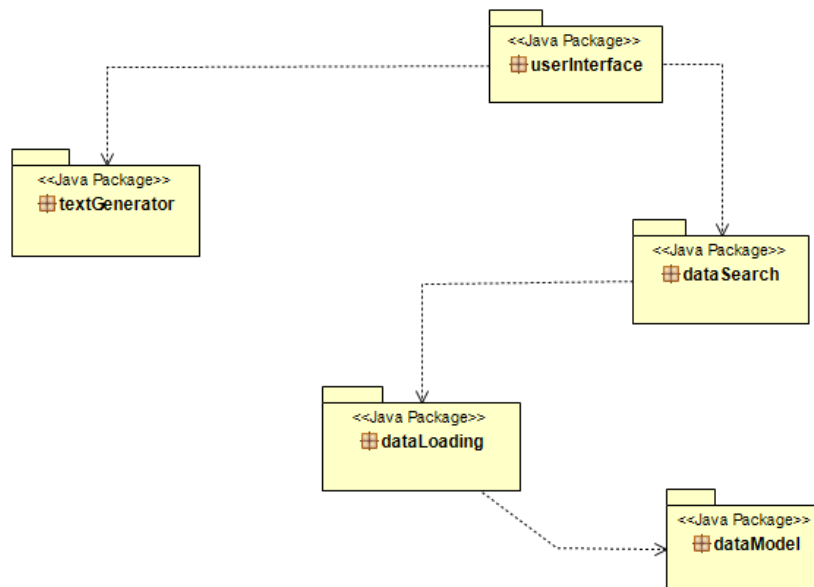 <<Java Package>>
userInterface
<<Java Package>>
textGenerator
<<Java Package>>
dataSearch
<<Java Package>>
dataLoading
<<Java Package>>
dataModel